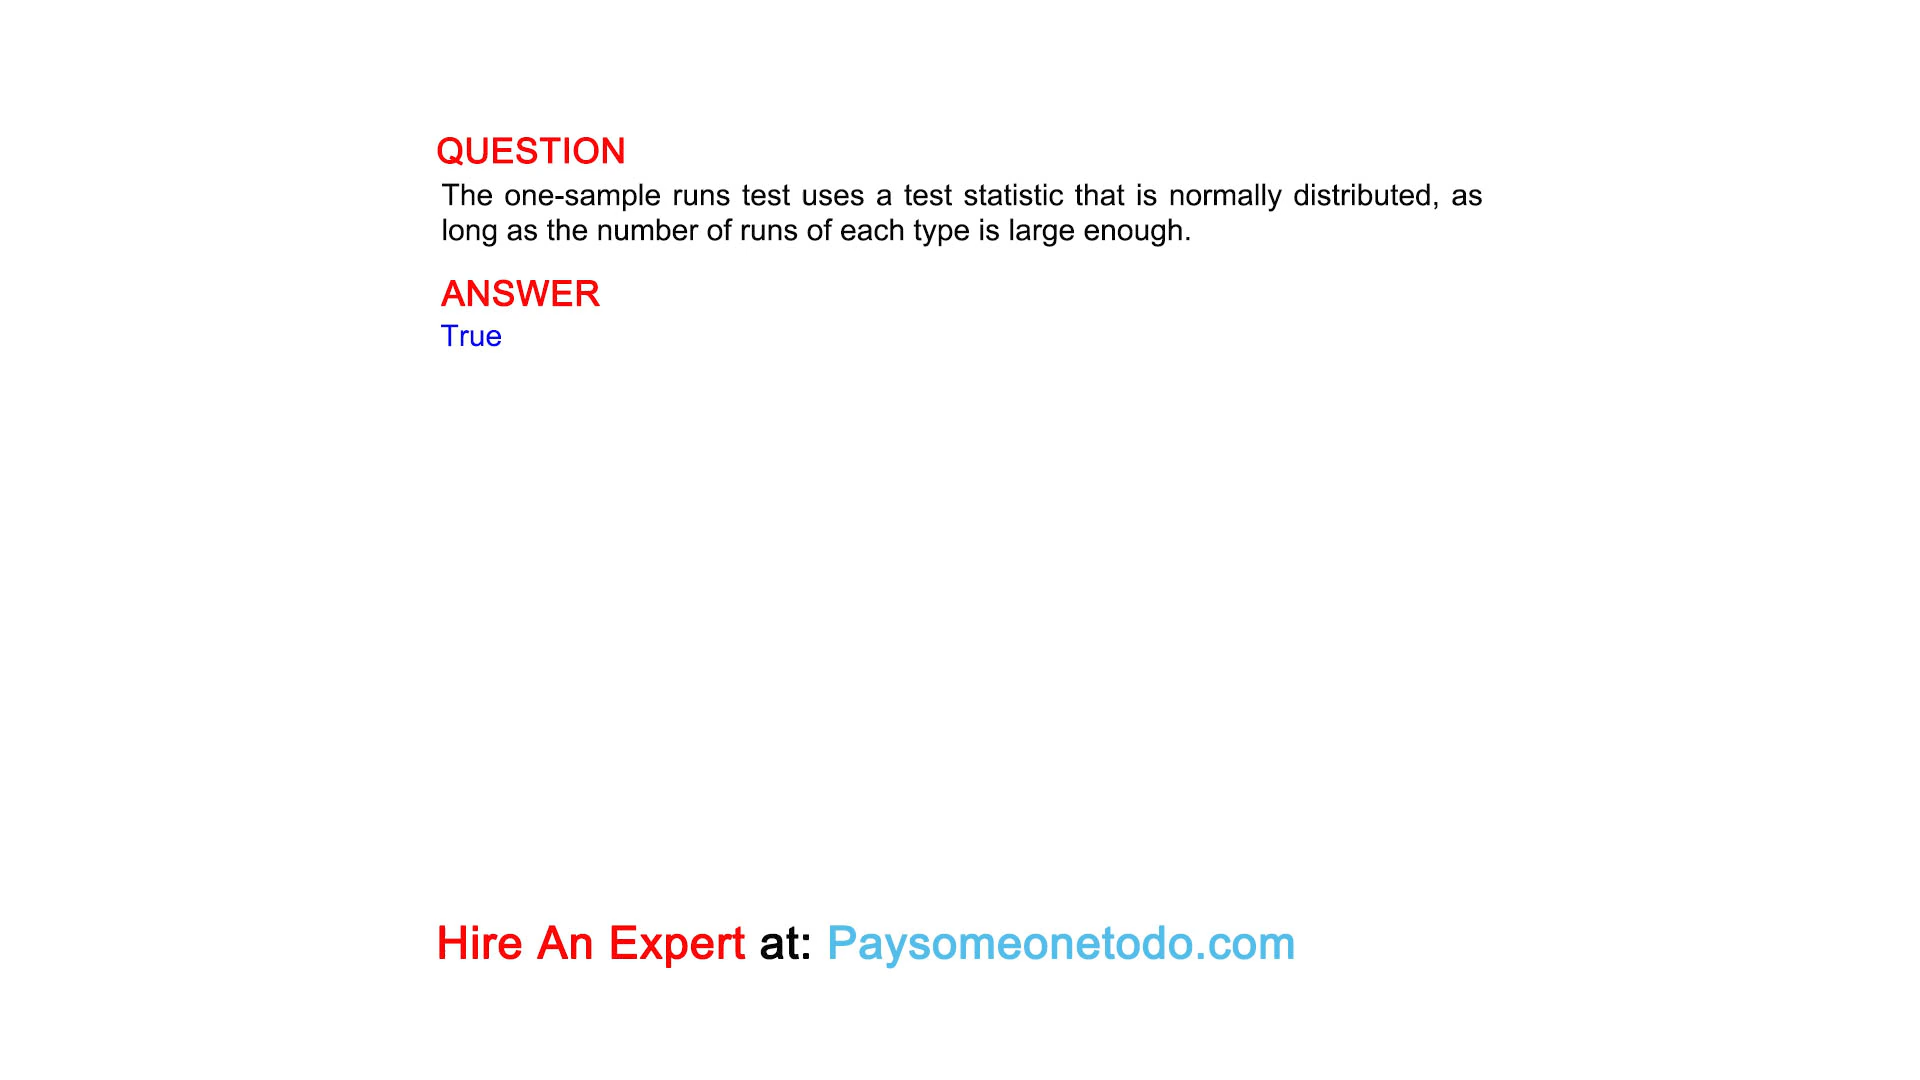 QUESTION
The one-sample runs test uses a test statistic that is normally distributed, as
long as the number of runs of each type is large enough.
ANSWER
True
Hire An Expert at: Paysomeonetodo.com